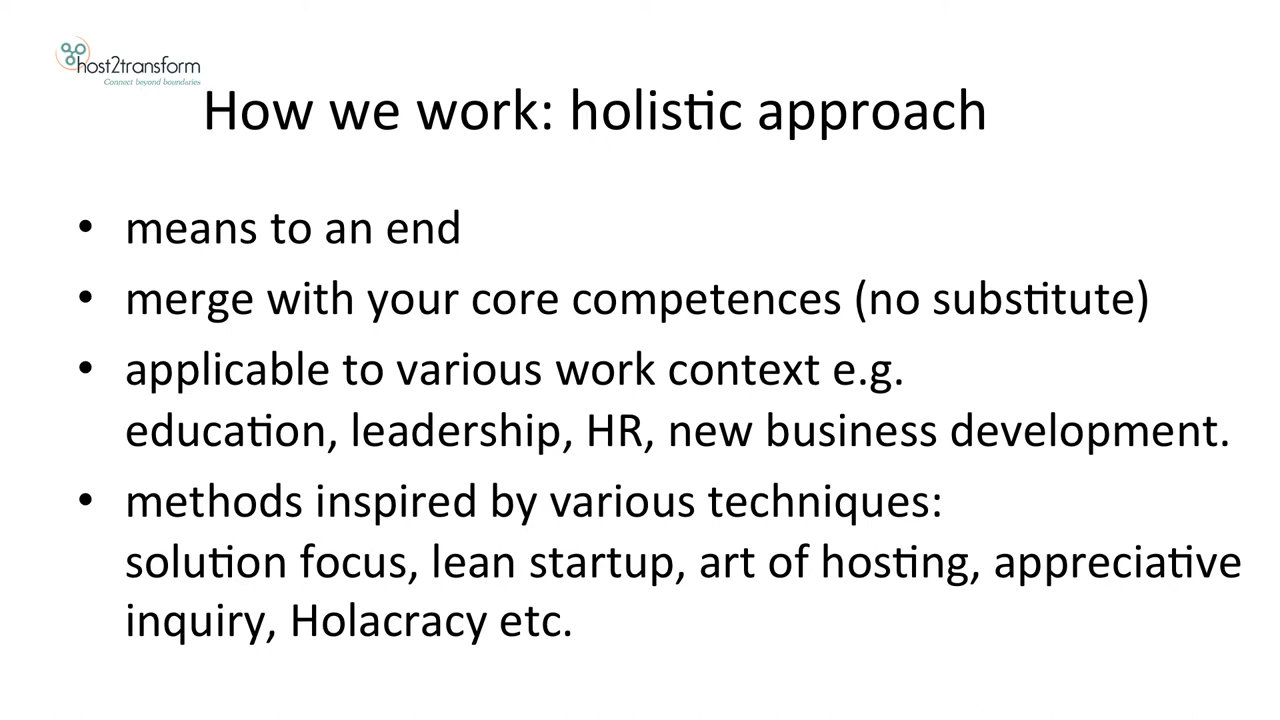 host2transform
Connect beyond boundaries
How we work: holistic approach
• means to an end
• merge with your core competences (no substitute)
• applicable to various work context e.g.
education, leadership, HR, new business development.
• methods inspired by various techniques:
solution focus, lean startup, art of hosting, appreciative
inquiry, Holacracy etc.